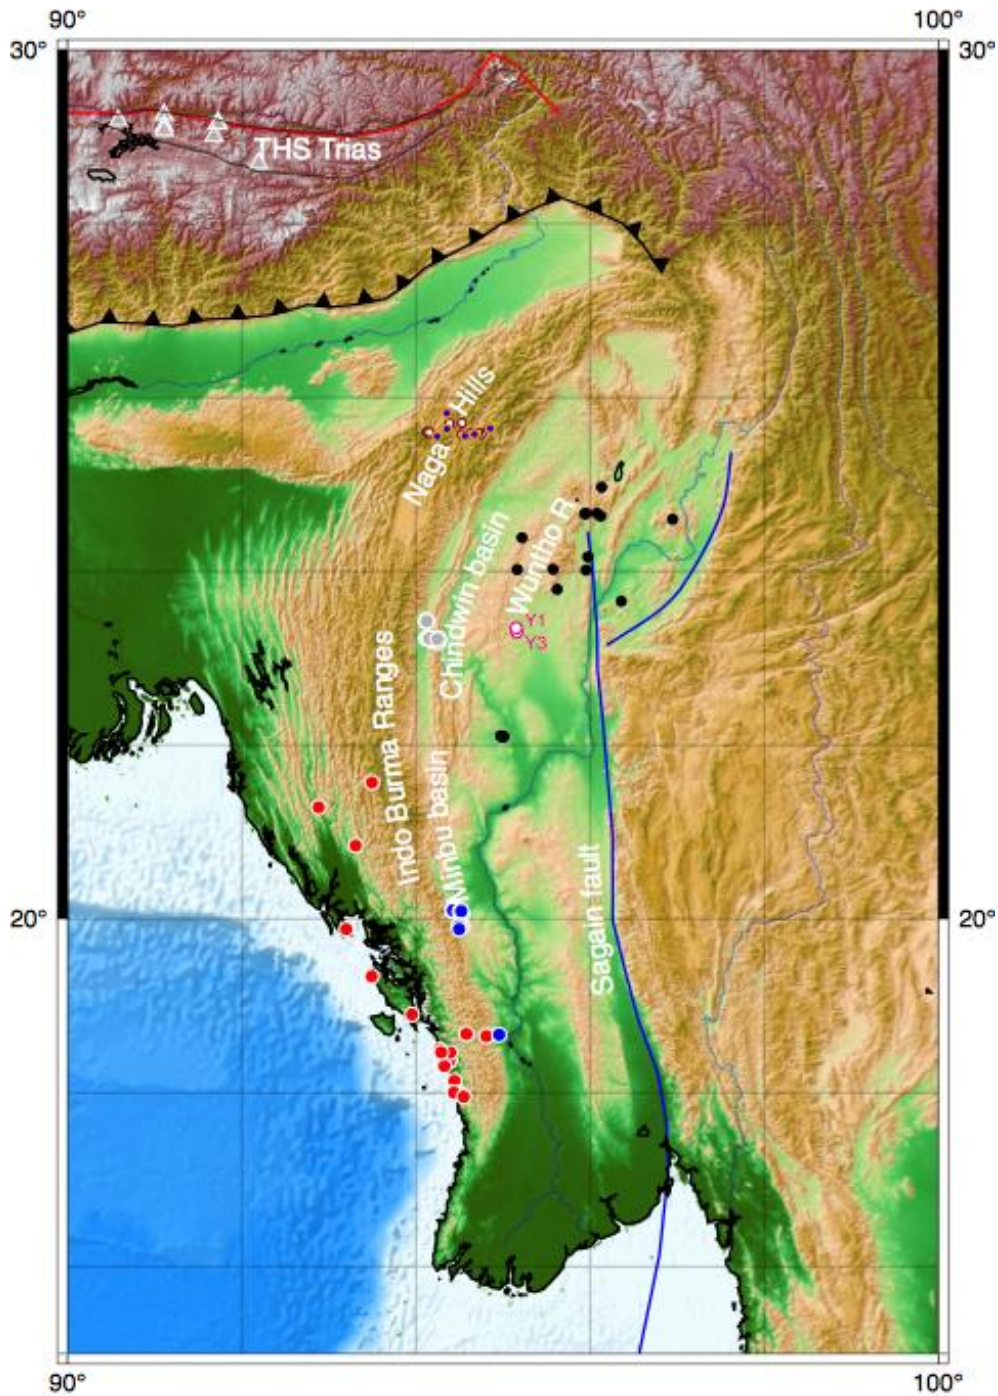 90° 100°
30° 30°
THS Trias
Naga Hills
Wuntho R
Chindwin basin
Y1
Y3
Indo Burma Ranges
Minbu basin
Sagain fault
20° 20°
90° 100°